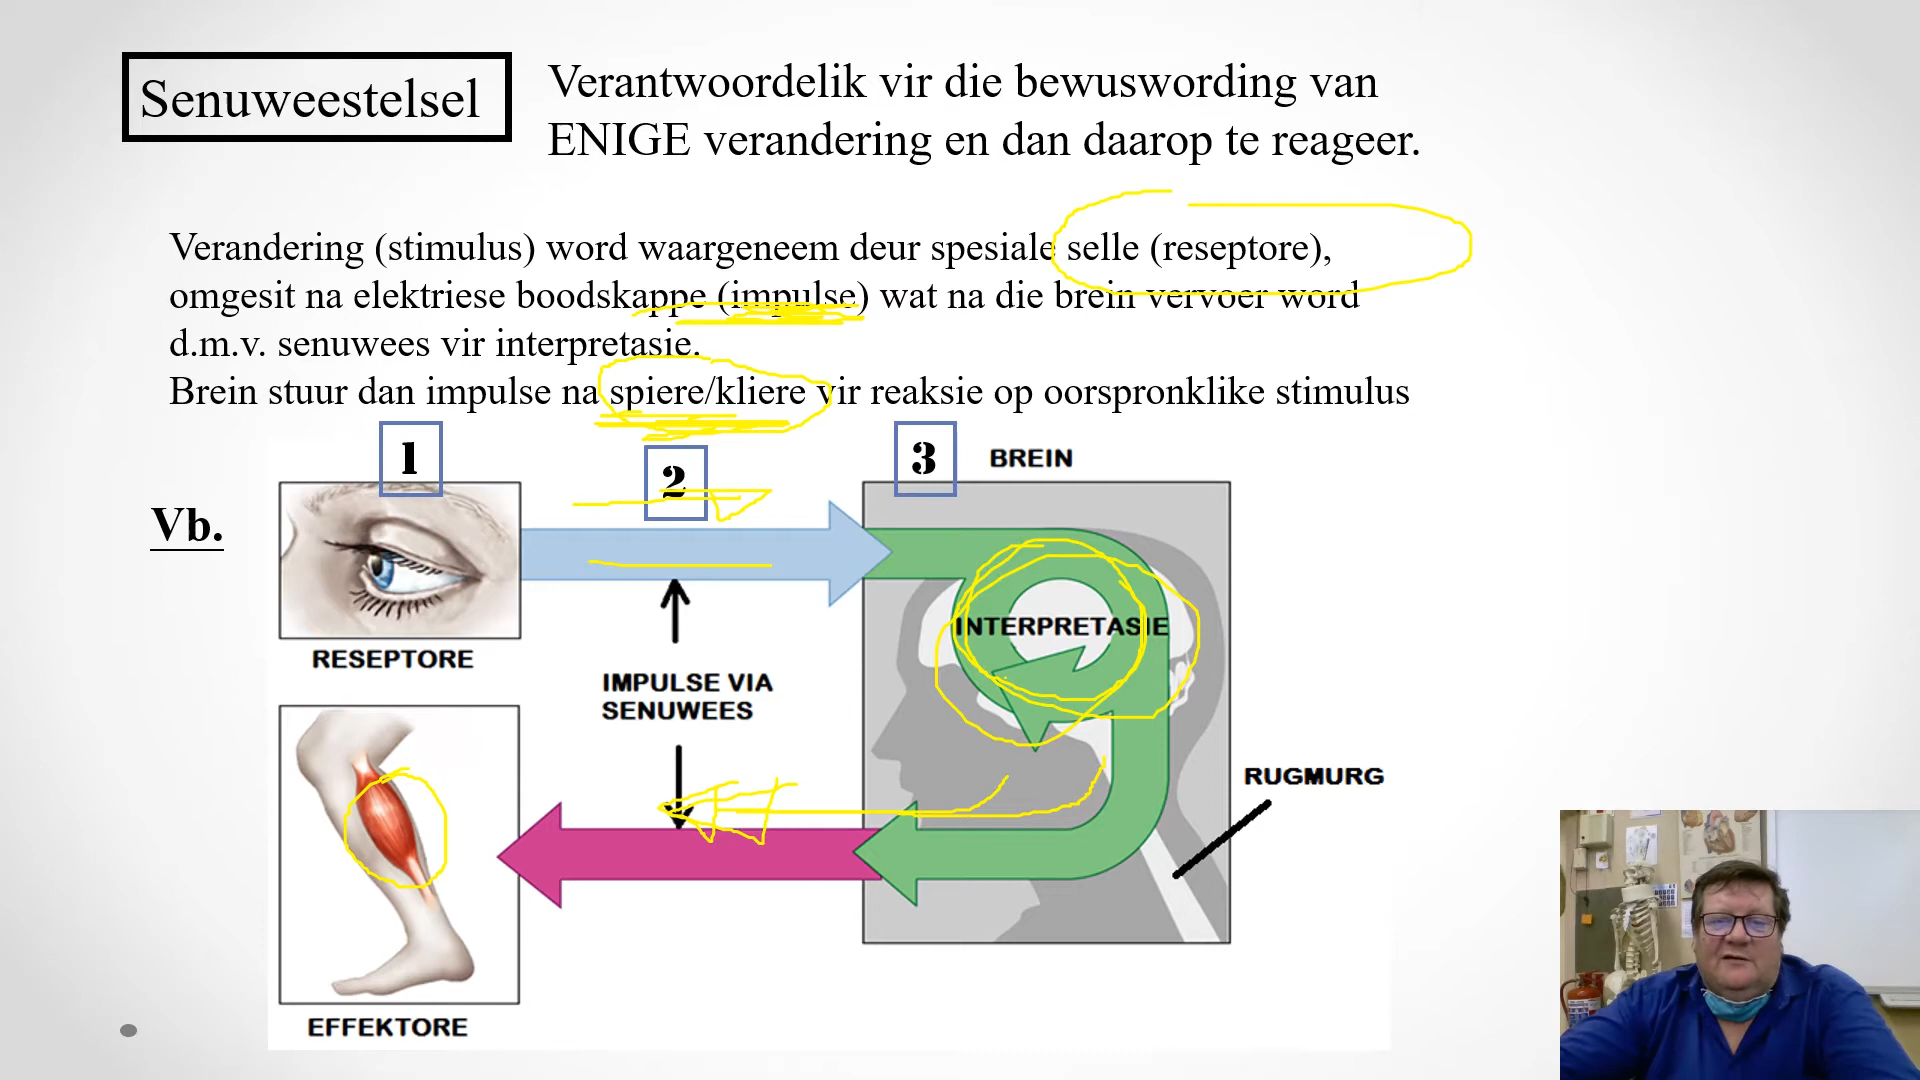 Senuweestelsel
Verantwoordelik vir die bewuswording van
ENIGE verandering en dan daarop te reageer.
Verandering (stimulus) word waargeneem deur spesiale selle (reseptore),
omgesit na elektriese boodskappe (impulse) wat na die brein vervoer word
d.m.v. senuwees vir interpretasie.
Brein stuur dan impulse na spiere/kliere vir reaksie op oorspronklike stimulus
1
2
3
BREIN
Vb.
INTERPRETASIE
RESEPTORE
IMPULSE VIA
SENUWEES
RUGMURG
EFFEKTORE